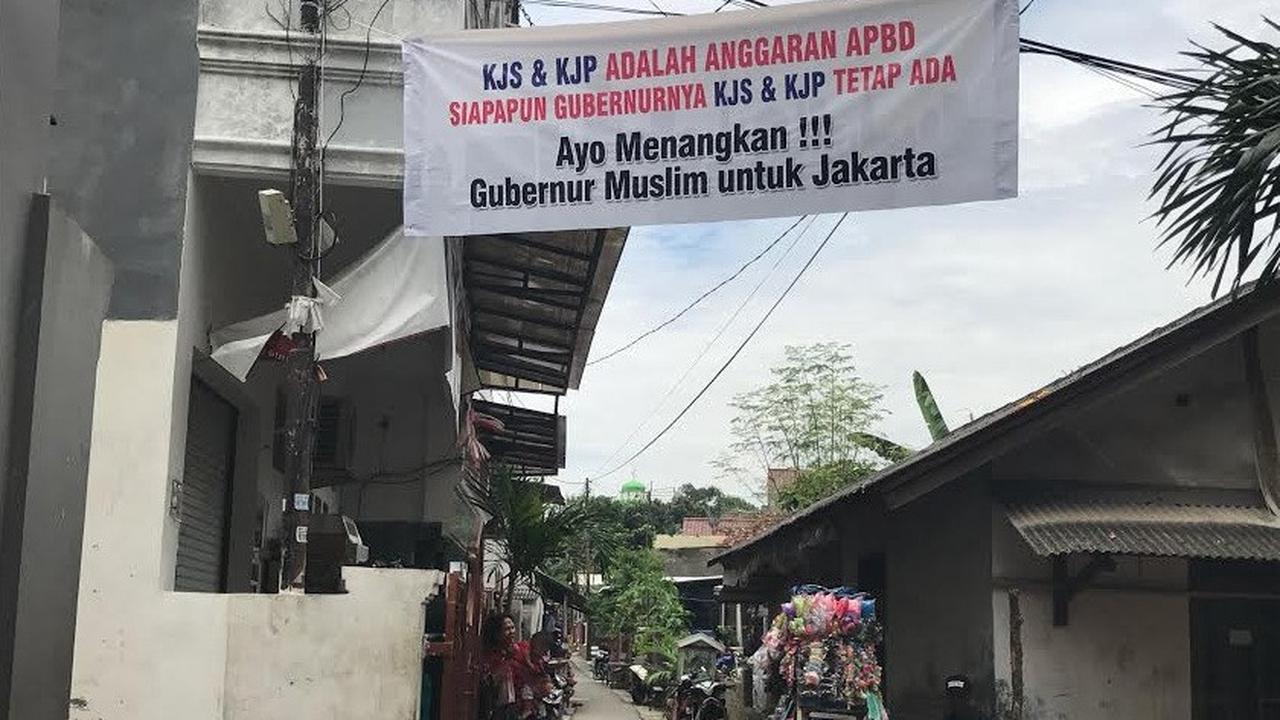 KJS & KJP ADALAH ANGGARAN APBD
SIAPAPUN GUBERNURNYA KJS & KJP TETAP ADA
Ayo Menangkan !!!
Gubernur Muslim untuk Jakarta